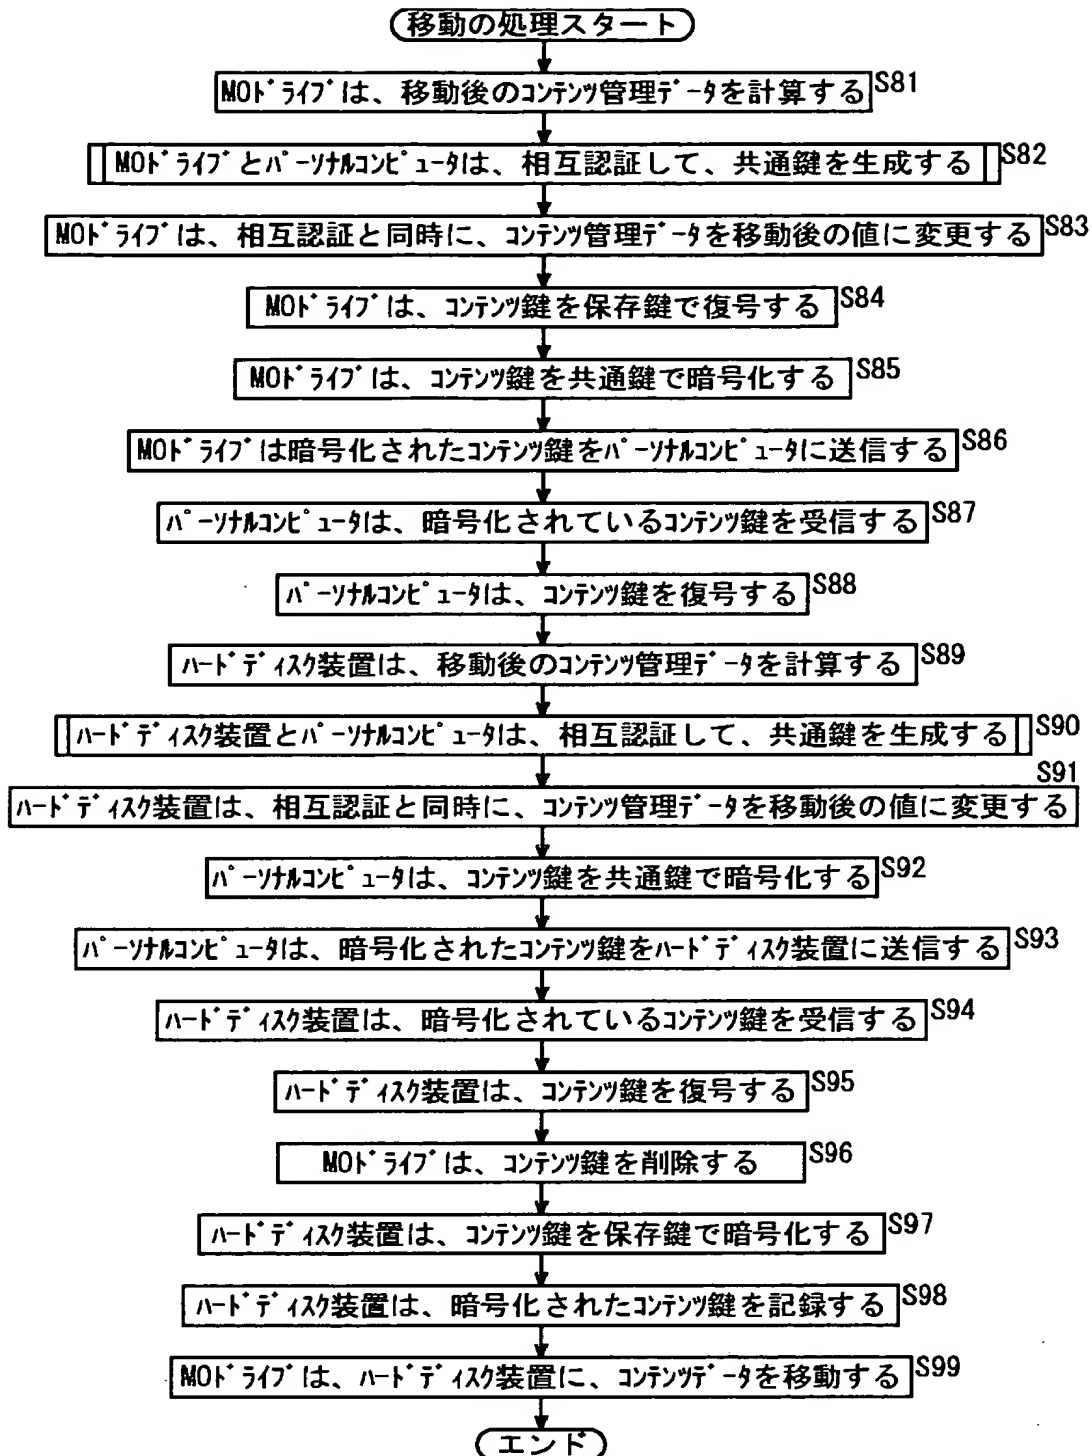 移動の処理スタート
MOドライブは、移動後のコンテンツ管理データを計算する S81
MOドライブとパーソナルコンピュータは、相互認証して、共通鍵を生成する S82
MOドライブは、相互認証と同時に、コンテンツ管理データを移動後の値に変更する S83
MOドライブは、コンテンツ鍵を保存鍵で復号する S84
MOドライブは、コンテンツ鍵を共通鍵で暗号化する S85
MOドライブは暗号化されたコンテンツ鍵をパーソナルコンピュータに送信する S86
パーソナルコンピュータは、暗号化されているコンテンツ鍵を受信する S87
パーソナルコンピュータは、コンテンツ鍵を復号する S88
ハードディスク装置は、移動後のコンテンツ管理データを計算する S89
ハードディスク装置とパーソナルコンピュータは、相互認証して、共通鍵を生成する S90
S91
ハードディスク装置は、相互認証と同時に、コンテンツ管理データを移動後の値に変更する
パーソナルコンピュータは、コンテンツ鍵を共通鍵で暗号化する S92
パーソナルコンピュータは、暗号化されたコンテンツ鍵をハードディスク装置に送信する S93
ハードディスク装置は、暗号化されているコンテンツ鍵を受信する S94
ハードディスク装置は、コンテンツ鍵を復号する S95
MOドライブは、コンテンツ鍵を削除する S96
ハードディスク装置は、コンテンツ鍵を保存鍵で暗号化する S97
ハードディスク装置は、暗号化されたコンテンツ鍵を記録する S98
MOドライブは、ハードディスク装置に、コンテンツデータを移動する S99
エンド